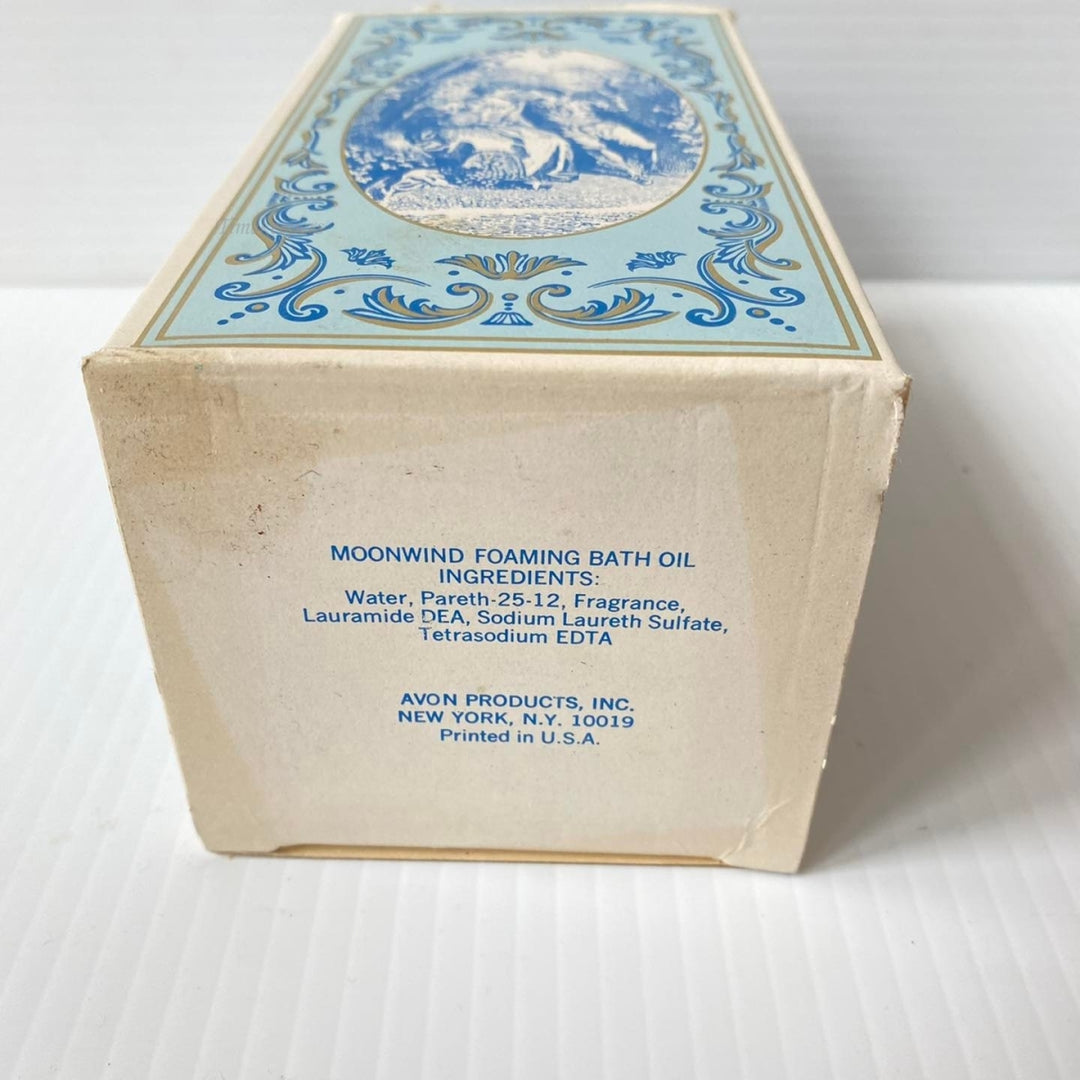 MOONWIND FOAMING BATH OIL
INGREDIENTS:
Water, Pareth-25-12, Fragrance,
Lauramide DEA, Sodium Laureth Sulfate,
Tetrasodium EDTA
AVON PRODUCTS, INC.
NEW YORK, N.Y. 10019
Printed in U.S.A.